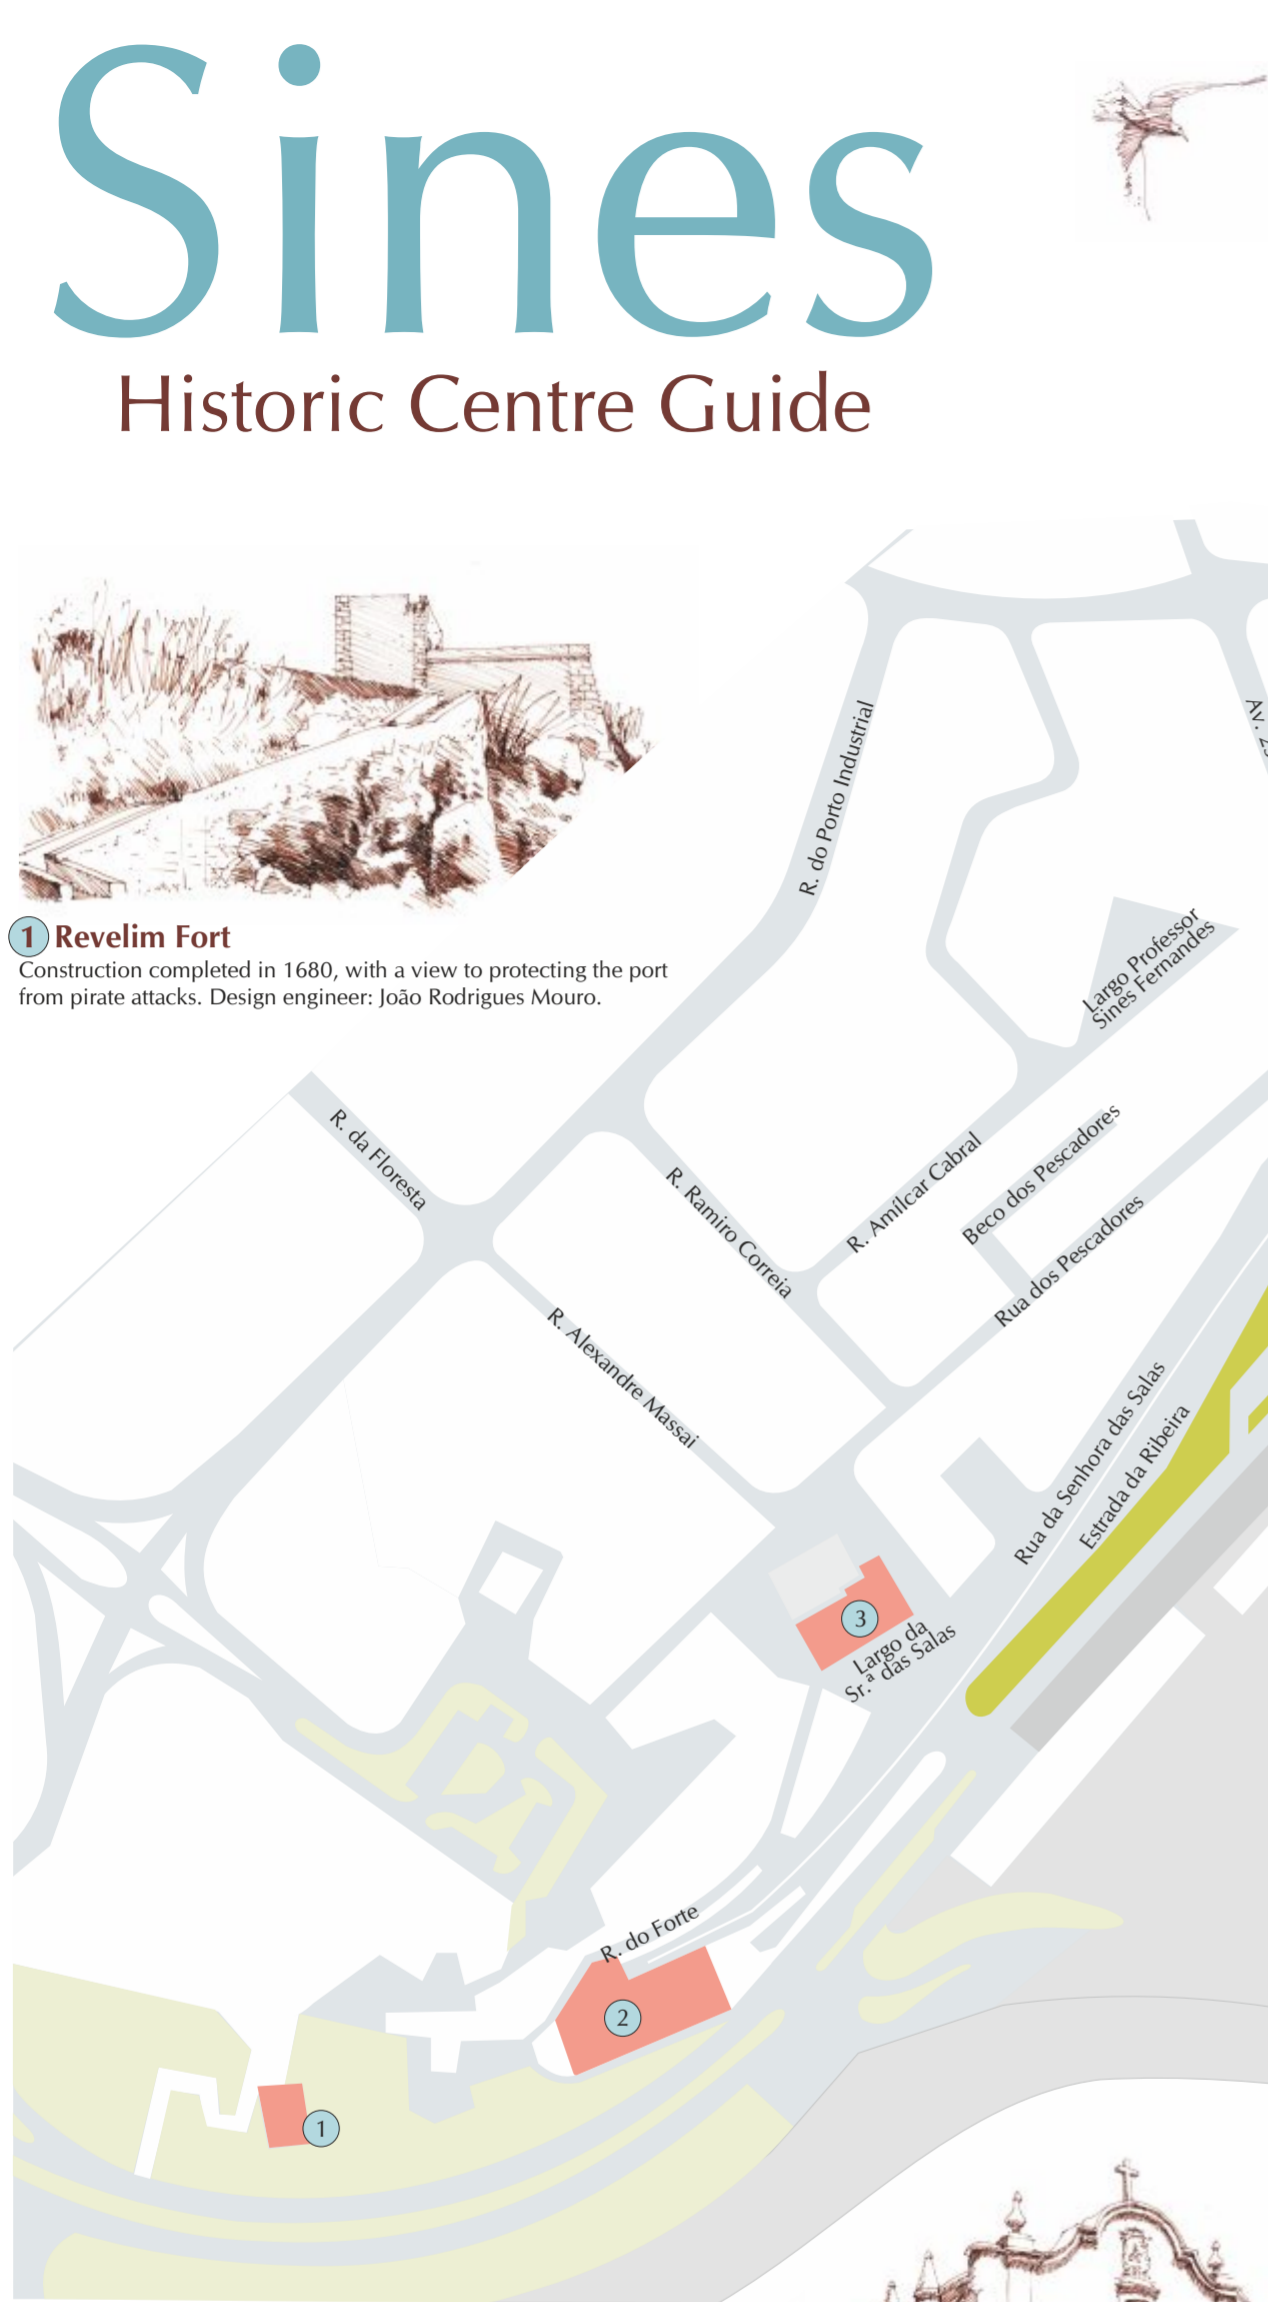 Sines
Historic Centre Guide
1 Revelim Fort
Construction completed in 1680, with a view to protecting the port
from pirate attacks. Design engineer: João Rodrigues Mouro.
R. do Porto Industrial
Av.
Largo Professor
Sines Fernandes
R. da Floresta
R. Ramiro Correia
R. Amílcar Cabral
Beco dos Pescadores
Rua dos Pescadores
R. Alexandre Massai
Rua da Senhora das Salas
Estrada da Ribeira
3
Largo da
Sr.ª das Salas
R. do Forte
2
1